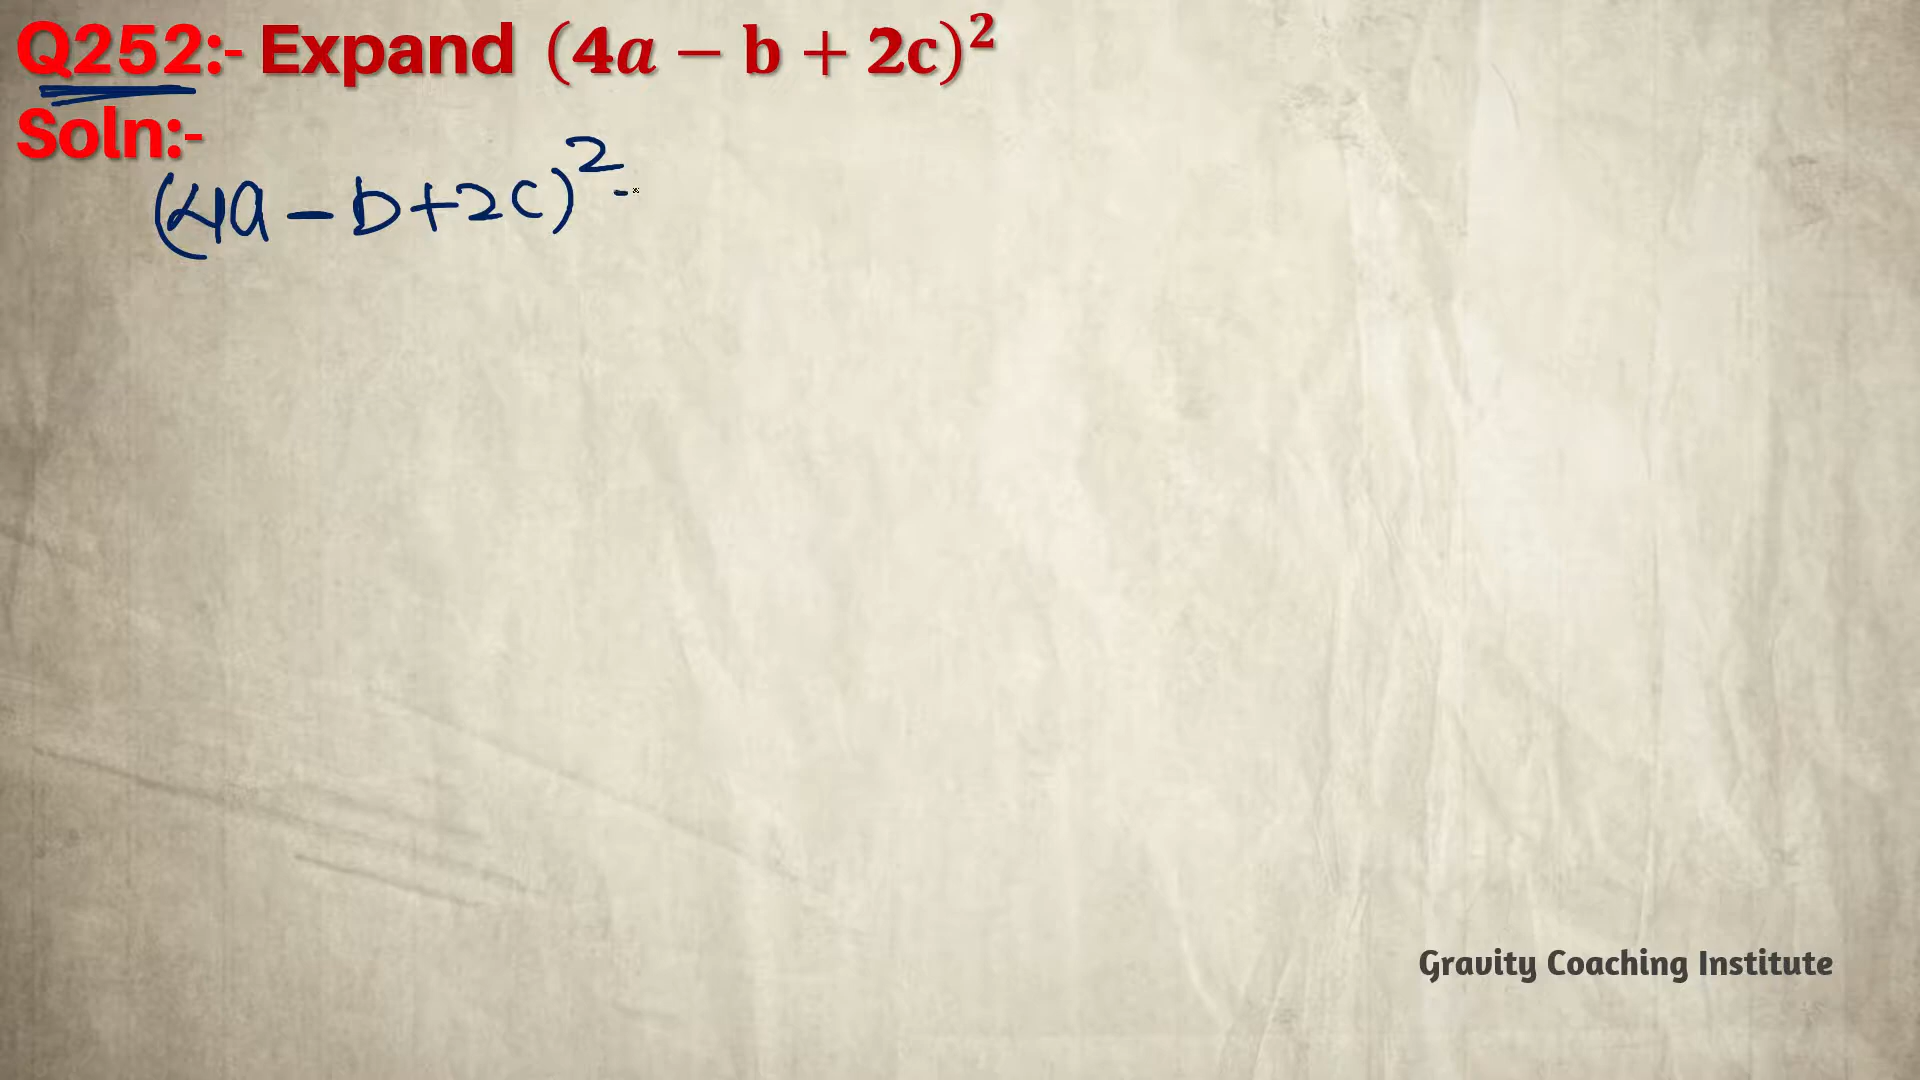 Q252:- Expand (4a − b + 2c)²
Soln:-
(4a - b + 2c)² -
Gravity Coaching Institute